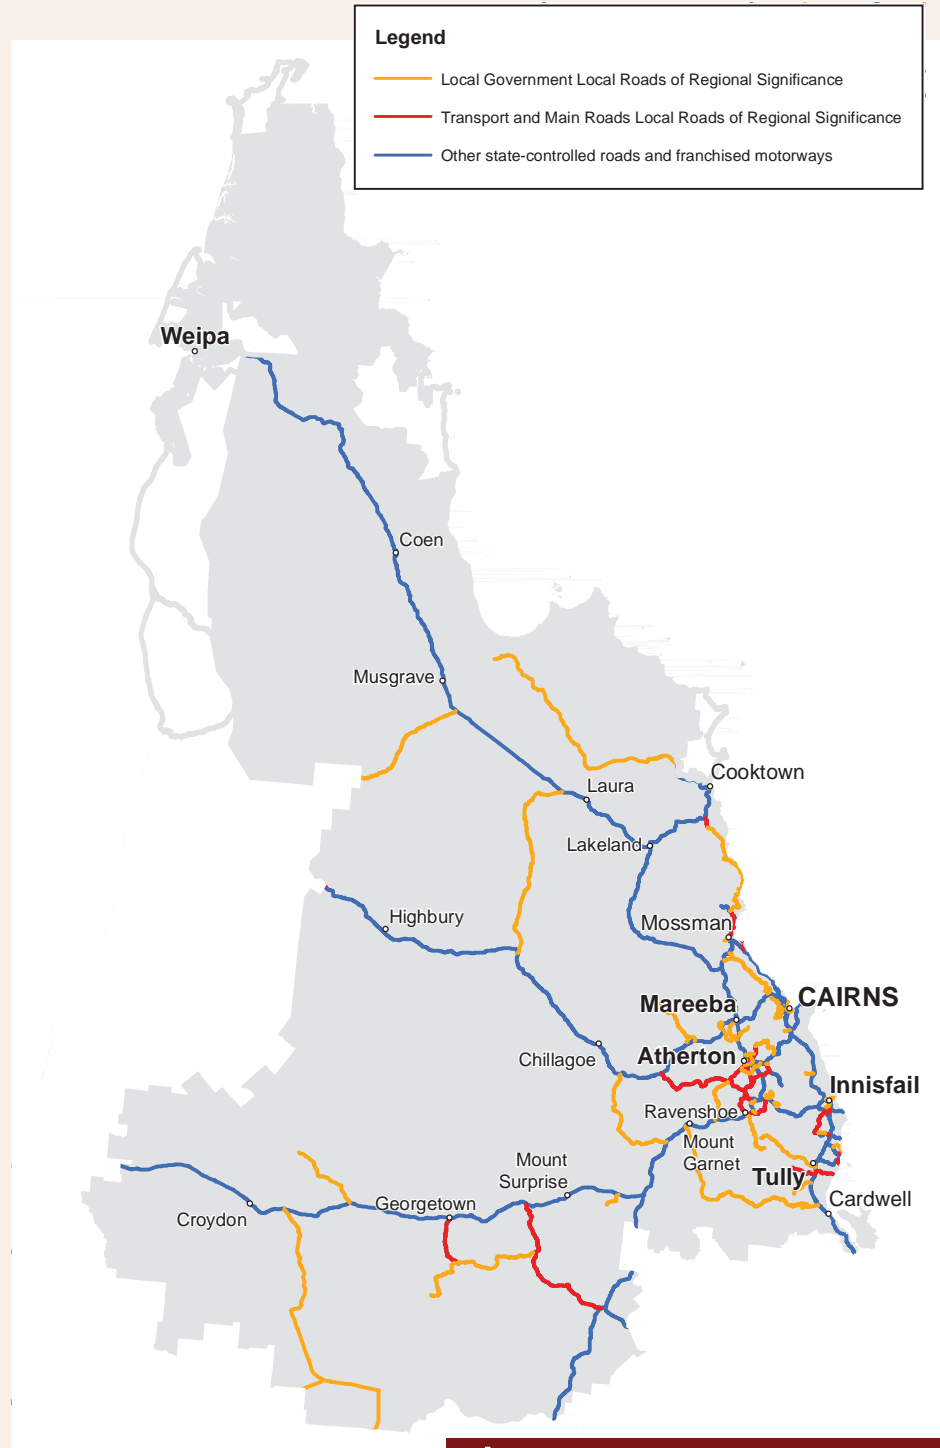 Legend
Local Government Local Roads of Regional Significance
Transport and Main Roads Local Roads of Regional Significance
Other state-controlled roads and franchised motorways
Weipa
Coen
Musgrave
Cooktown
Laura
Lakeland
Highbury
Mossman
CAIRNS
Mareeba
Chillagoe
Atherton
Innisfail
Ravenshoe
Mount
Garnet
Mount
Surprise
Tully
Cardwell
Georgetown
Croydon